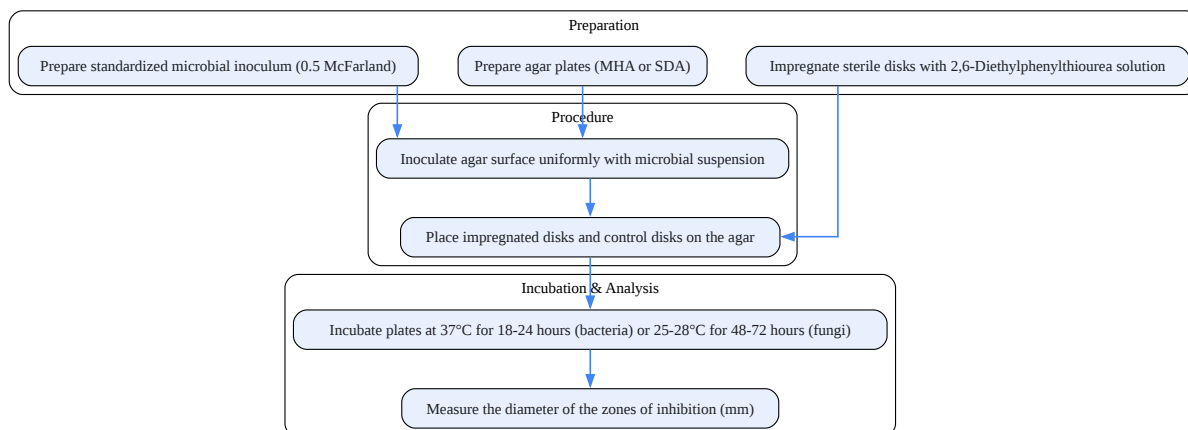 Preparation
Prepare standardized microbial inoculum (0.5 McFarland)
Prepare agar plates (MHA or SDA)
Impregnate sterile disks with 2,6-Diethylphenylthiourea solution
Procedure
Inoculate agar surface uniformly with microbial suspension
Place impregnated disks and control disks on the agar
Incubation & Analysis
Incubate plates at 37°C for 18-24 hours (bacteria) or 25-28°C for 48-72 hours (fungi)
Measure the diameter of the zones of inhibition (mm)